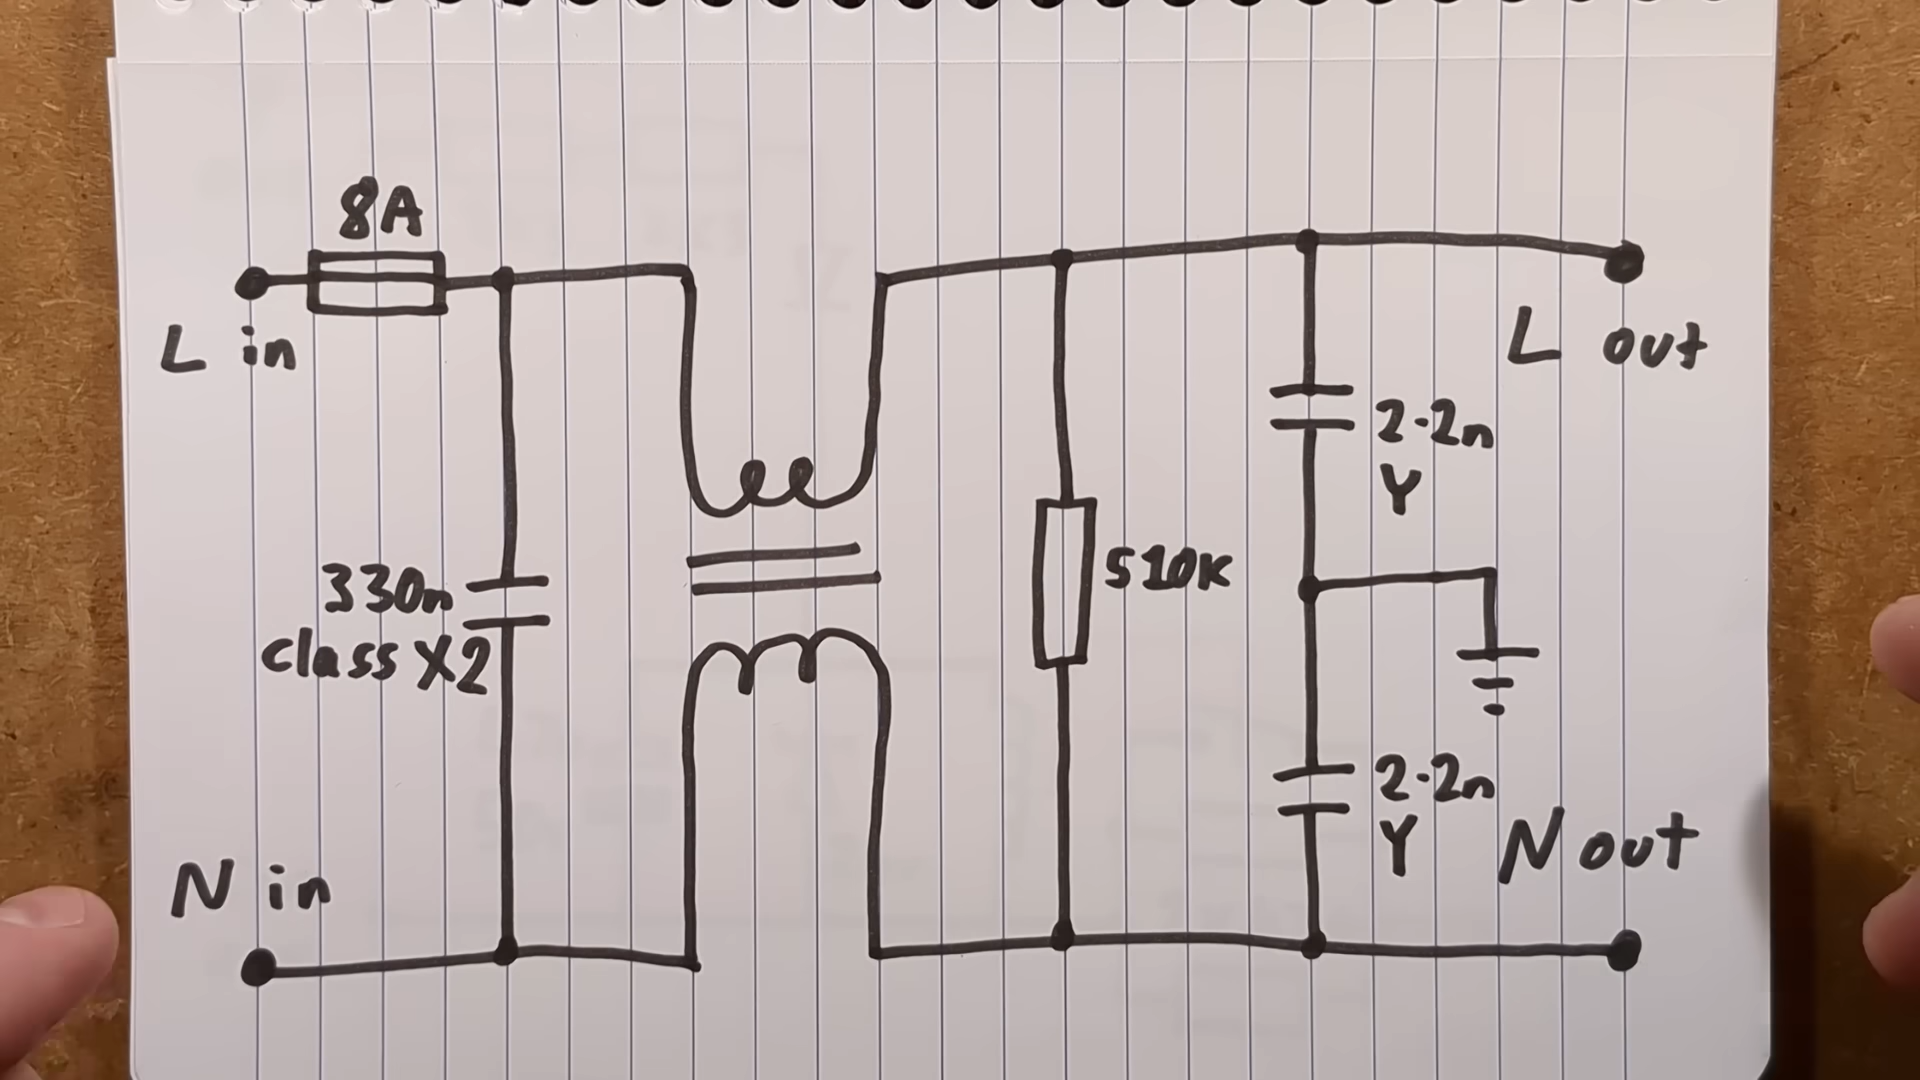 8A
L in
L out
2.2n
Y
330n
class X2
510K
2.2n
Y
N in
N out